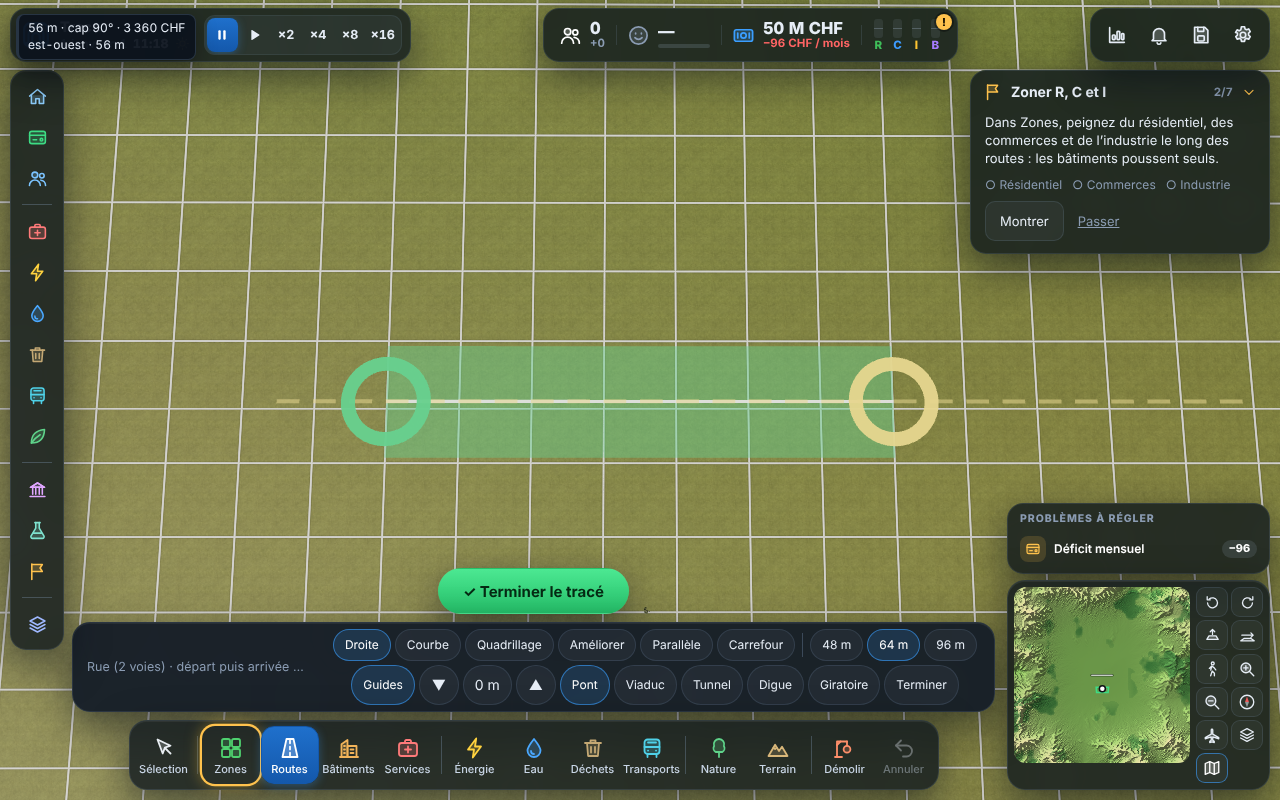 56 m · cap 90° · 3 360 CHF
est-ouest · 56 m
×2
×4
×8
×16
0
+0
—
50 M CHF
−96 CHF / mois
R C I B
!
Zoner R, C et I
2/7
Dans Zones, peignez du résidentiel, des
commerces et de l’industrie le long des
routes : les bâtiments poussent seuls.
Résidentiel
Commerces
Industrie
Montrer
Passer
PROBLÈMES À RÉGLER
Déficit mensuel
−96
✓ Terminer le tracé
Rue (2 voies) · départ puis arrivée ...
Droite
Courbe
Quadrillage
Améliorer
Parallèle
Carrefour
48 m
64 m
96 m
Guides
▼
0 m
▲
Pont
Viaduc
Tunnel
Digue
Giratoire
Terminer
Sélection
Zones
Routes
Bâtiments
Services
Énergie
Eau
Déchets
Transports
Nature
Terrain
Démolir
Annuler